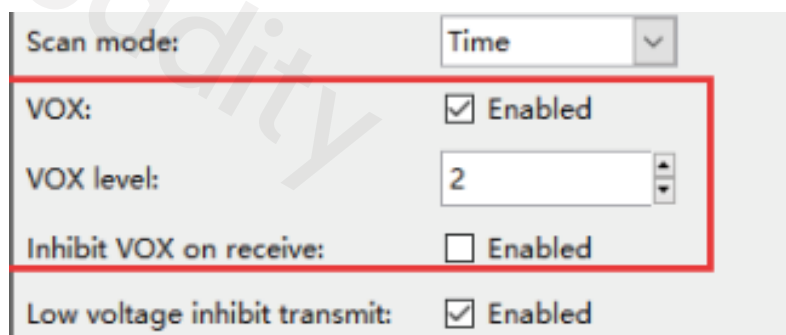 Scan mode: Time
VOX: Enabled
VOX level: 2
Inhibit VOX on receive: Enabled
Low voltage inhibit transmit: Enabled